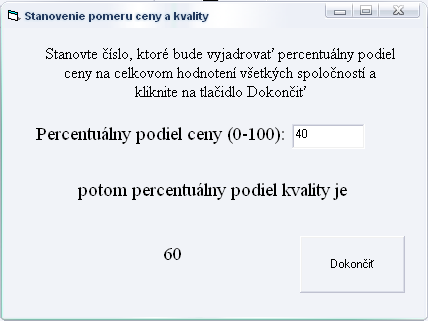 Stanovenie pomeru ceny a kvality
Stanovte číslo, ktoré bude vyjadrovať percentuálny podiel
ceny na celkovom hodnotení všetkých spoločností a
kliknite na tlačidlo Dokončiť
Percentuálny podiel ceny (0-100): 40
potom percentuálny podiel kvality je
60
Dokončiť